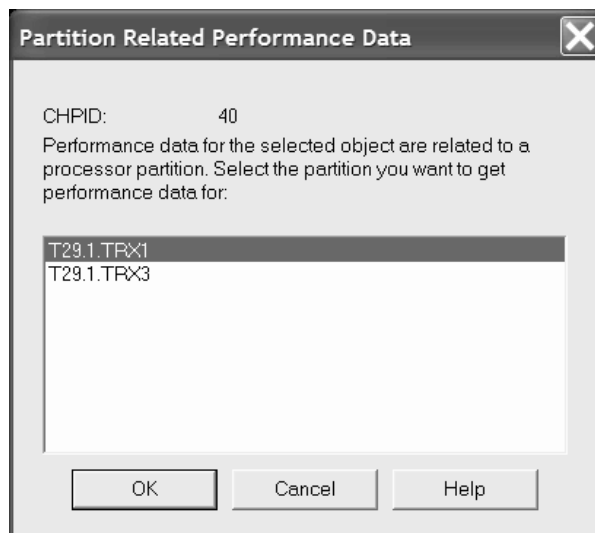 Partition Related Performance Data
CHPID: 40
Performance data for the selected object are related to a
processor partition. Select the partition you want to get
performance data for:
T29.1.TRX1
T29.1.TRX3
OK Cancel Help